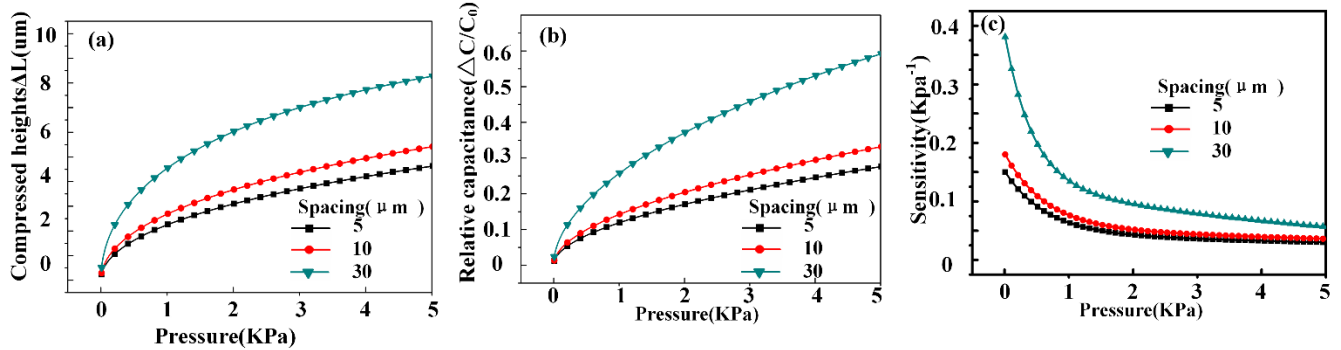 (a)
Compressed heightsΔL(um)
10
8
6
4
2
0
0 1 2 3 4 5
Pressure(KPa)
Spacing(μm)
5
10
30
(b)
Relative capacitance(△C/C₀)
0.6
0.5
0.4
0.3
0.2
0.1
0.0
0 1 2 3 4 5
Pressure(KPa)
Spacing(μm)
5
10
30
(c)
Sensitivity(Kpa⁻¹)
0.4
0.3
0.2
0.1
0
0 1 2 3 4 5
Pressure(KPa)
Spacing(μm)
5
10
30